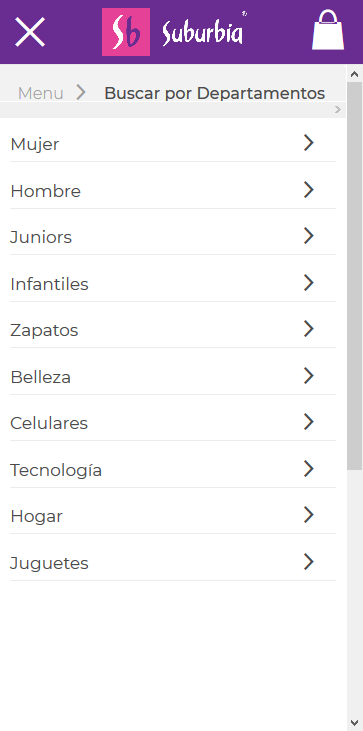 Sb Suburbia®
Menu Buscar por Departamentos
Mujer
Hombre
Juniors
Infantiles
Zapatos
Belleza
Celulares
Tecnología
Hogar
Juguetes